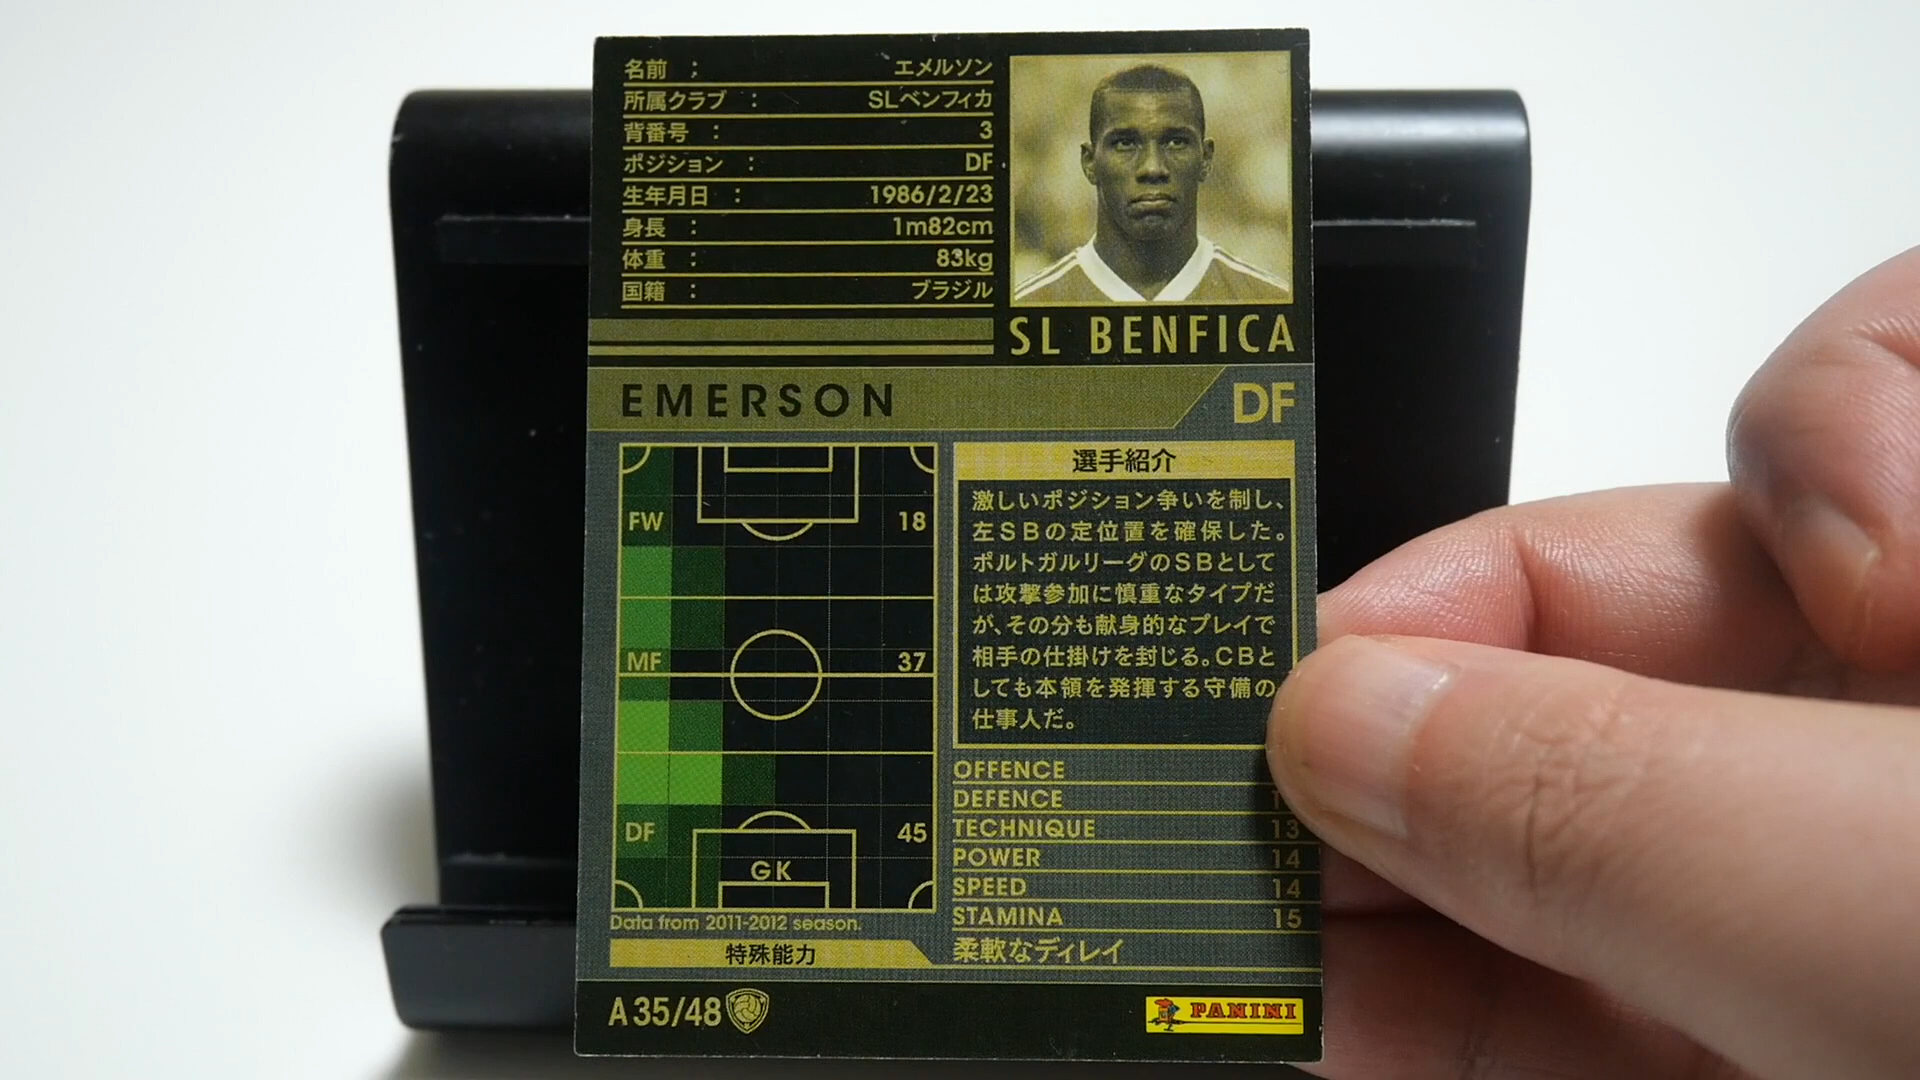 名前 : エメルソン
所属クラブ : SLベンフィカ
背番号 : 3
ポジション : DF
生年月日 : 1986/2/23
身長 : 1m82cm
体重 : 83kg
国籍 : ブラジル
SL BENFICA
EMERSON
DF
FW 18
MF 37
DF 45
GK
Data from 2011-2012 season.
選手紹介
激しいポジション争いを制し、
左SBの定位置を確保した。
ポルトガルリーグのSBとして
は攻撃参加に慎重なタイプだ
が、その分も献身的なプレイで
相手の仕掛けを封じる。CBと
しても本領を発揮する守備の
仕事人だ。
OFFENCE
DEFENCE
TECHNIQUE 13
POWER 14
SPEED 14
STAMINA 15
特殊能力 柔軟なディレイ
A 35/48
PANINI